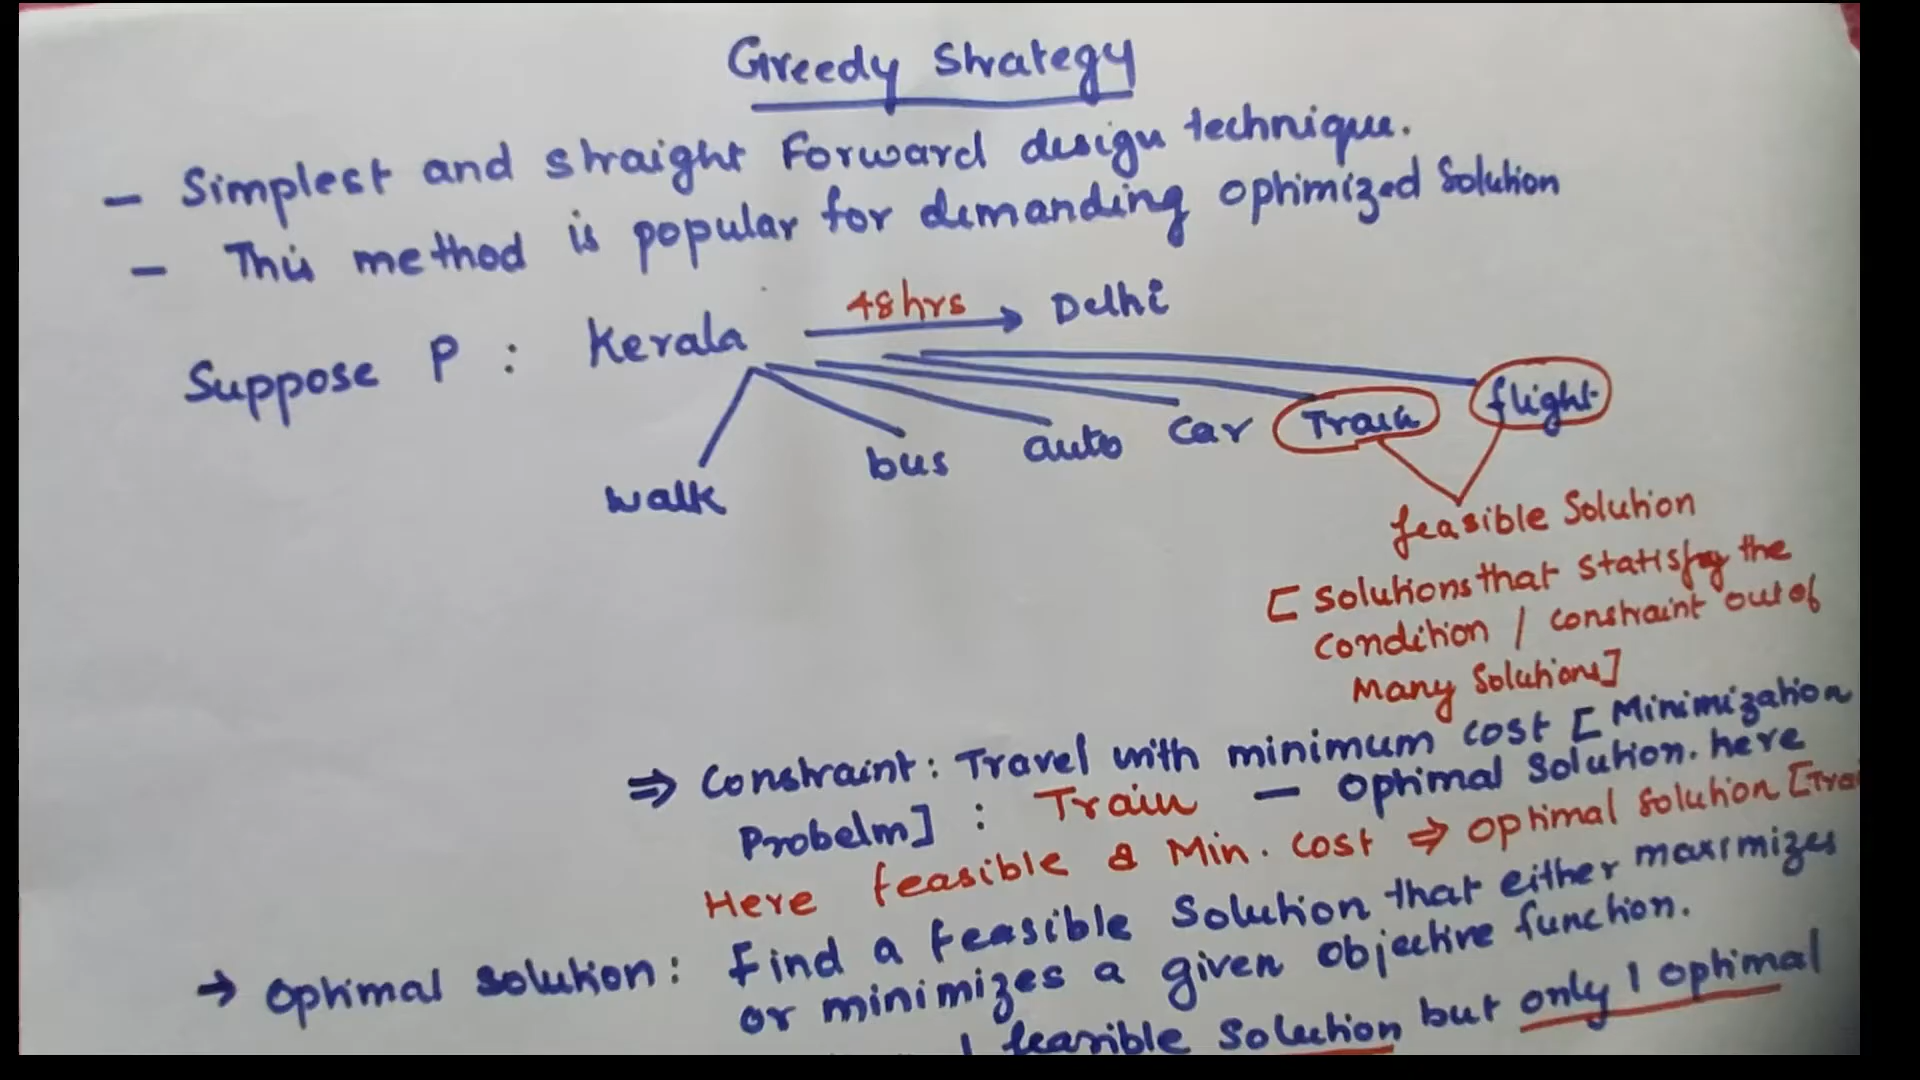 Greedy Strategy
- Simplest and straight Forward design technique.
- This method is popular for demanding optimized Solution
Suppose P : Kerala 48hrs → Delhi
walk bus auto car Train flight
feasible Solution
[ Solutions that statisfy the
condition / constraint out of
Many Solutions]
⇒ Constraint: Travel with minimum cost [ Minimization
Probelm] : Train - Optimal Solution. here
Here feasible & Min. cost ⇒ optimal solution [Trai
→ Optimal Solution: Find a feasible Solution that either maximizes
or minimizes a given objective function.
1 feasible Solution but only 1 optimal